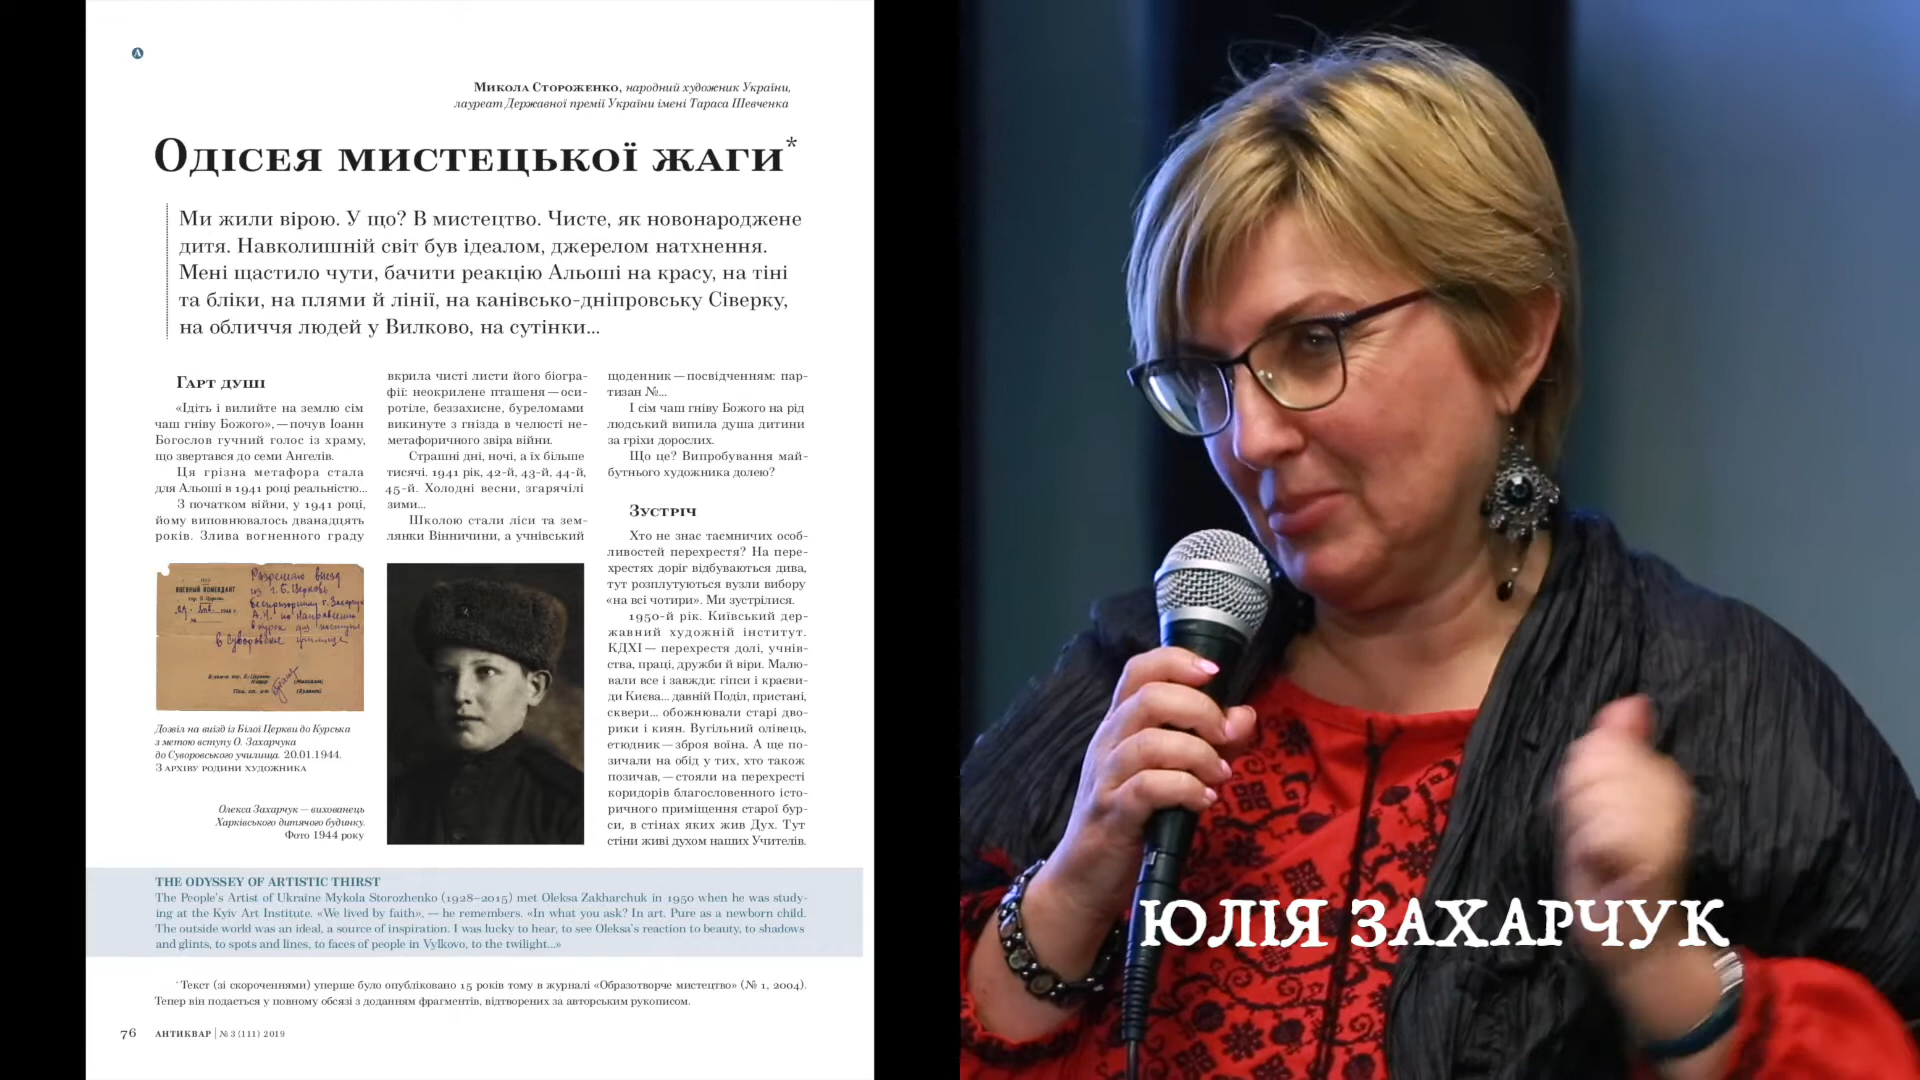 А
Микола Стороженко, народний художник України,
лауреат Державної премії України імені Тараса Шевченка
Одісея мистецької жаги*
Ми жили вірою. У що? В мистецтво. Чисте, як новонароджене
дитя. Навколишній світ був ідеалом, джерелом натхнення.
Мені щастило чути, бачити реакцію Альоші на красу, на тіні
та бліки, на плями й лінії, на канівсько-дніпровську Сіверку,
на обличчя людей у Вилково, на сутінки...
Гарт душі
«Ідіть і вилийте на землю сім
чаш гніву Божого», — почув Іоанн
Богослов гучний голос із храму,
що звертався до семи Ангелів.
Ця грізна метафора стала
для Альоші в 1941 році реальністю...
З початком війни, у 1941 році,
йому виповнювалось дванадцять
років. Злива вогненного граду
вкрила чисті листи його біогра-
фії: неокрилене пташеня — оси-
ротіле, беззахисне, буреломами
викинуте з гнізда в челюсті не-
метафоричного звіра війни.
Страшні дні, ночі, а їх більше
тисячі. 1941 рік, 42-й, 43-й, 44-й,
45-й. Холодні весни, згарячілі
зими...
Школою стали ліси та зем-
лянки Вінничини, а учнівський
щоденник — посвідченням: пар-
тизан №...
І сім чаш гніву Божого на рід
людський випила душа дитини
за гріхи дорослих.
Що це? Випробування май-
бутнього художника долею?
Зустріч
Хто не знає таємничих особ-
ливостей перехрестя? На пере-
хрестях доріг відбуваються дива,
тут розплутуються вузли вибору
«на всі чотири». Ми зустрілися.
1950-й рік. Київський дер-
жавний художній інститут.
КДХІ — перехрестя долі, учнів-
ства, праці, дружби й віри. Малю-
вали все і завжди: гіпси і краєви-
ди Києва... давній Поділ, пристані,
сквери... обожнювали старі дво-
рики і киян. Вугільний олівець,
етюдник — зброя воїна. А ще по-
зичали на обід у тих, хто також
позичав, — стояли на перехресті
коридорів благословенного істо-
ричного приміщення старої бур-
си, в стінах яких жив Дух. Тут
стіни живі духом наших Учителів.
ВОЕННЫЙ КОМЕНДАНТ
Разрешаю выезд
из г. Б. Церковь
Захарчук
в Суворовское училище
Дозвіл на виїзд із Білої Церкви до Курська
з метою вступу О. Захарчука
до Суворовського училища. 20.01.1944.
З архіву родини художника
Олекса Захарчук — вихованець
Харківського дитячого будинку.
Фото 1944 року
THE ODYSSEY OF ARTISTIC THIRST
The People's Artist of Ukraine Mykola Storozhenko (1928–2015) met Oleksa Zakharchuk in 1950 when he was study-
ing at the Kyiv Art Institute. «We lived by faith», — he remembers. «In what you ask? In art. Pure as a newborn child.
The outside world was an ideal, a source of inspiration. I was lucky to hear, to see Oleksa's reaction to beauty, to shadows
and glints, to spots and lines, to faces of people in Vylkovo, to the twilight...»
* Текст (зі скороченнями) уперше було опубліковано 15 років тому в журналі «Образотворче мистецтво» (№ 1, 2004).
Тепер він подається у повному обсязі з доданням фрагментів, відтворених за авторським рукописом.
76 АНТИКВАР | № 3 (111) 2019
ЮЛІЯ ЗАХАРЧУК